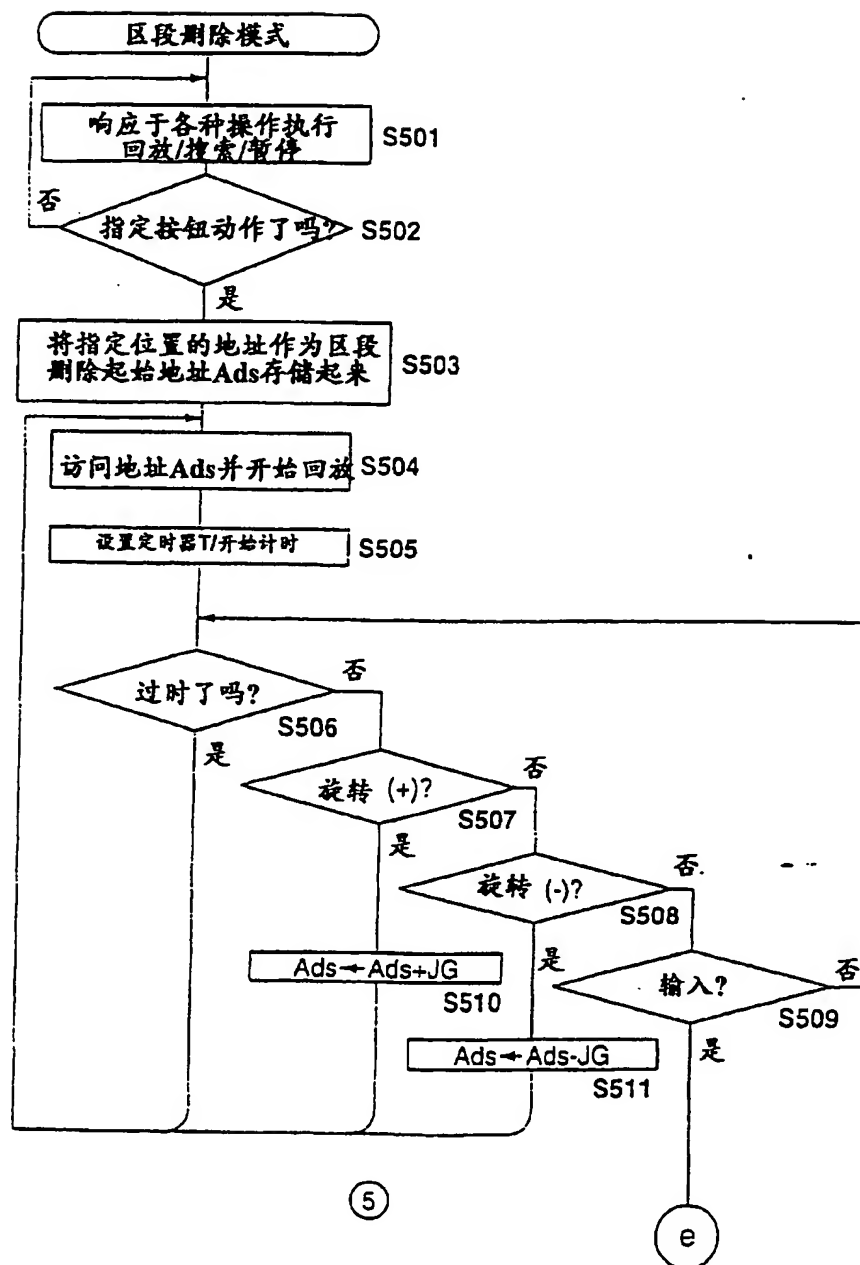 区段删除模式
响应于各种操作执行
回放/搜索/暂停
S501
否
指定按钮动作了吗?
S502
是
将指定位置的地址作为区段
删除起始地址Ads存储起来
S503
访问地址Ads并开始回放
S504
设置定时器T/开始计时
S505
过时了吗?
否
S506
是
旋转 (+)?
否
S507
是
旋转 (-)?
否
S508
Ads←Ads+JG
S510
是
输入?
否
S509
Ads←Ads-JG
S511
是
5
e